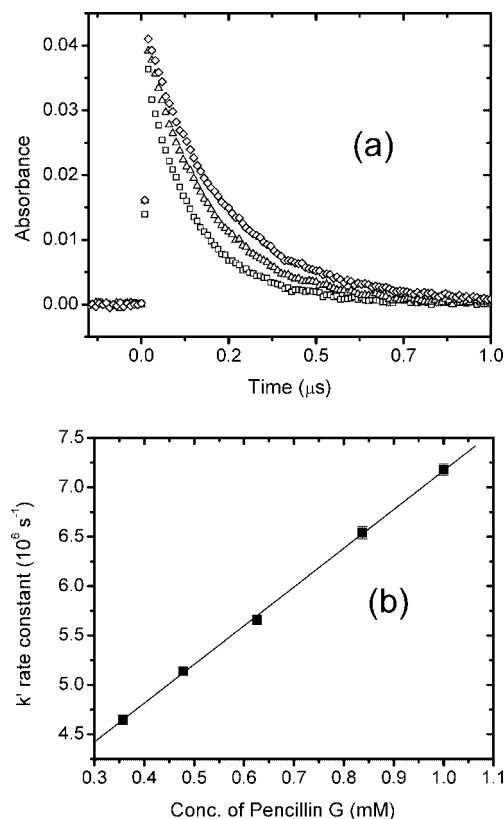 0.04
0.03
0.02
0.01
0.00
Absorbance
(a)
0.0 0.2 0.5 0.7 1.0
Time (μs)
7.5
7.0
6.5
6.0
5.5
5.0
4.5
k' rate constant (10⁶ s⁻¹)
(b)
0.3 0.4 0.5 0.6 0.7 0.8 0.9 1.0 1.1
Conc. of Pencillin G (mM)